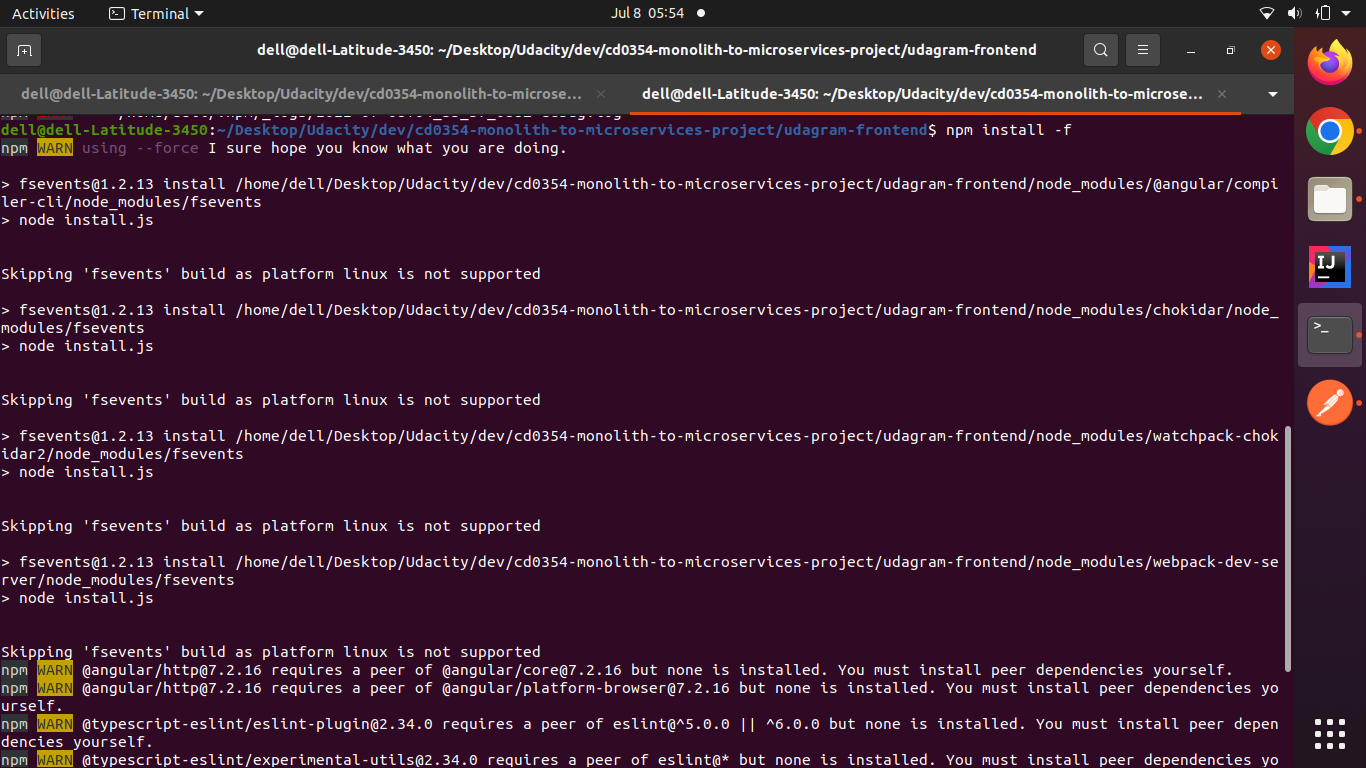 Activities
Terminal
Jul 8 05:54
dell@dell-Latitude-3450: ~/Desktop/Udacity/dev/cd0354-monolith-to-microservices-project/udagram-frontend
dell@dell-Latitude-3450: ~/Desktop/Udacity/dev/cd0354-monolith-to-microse...
dell@dell-Latitude-3450: ~/Desktop/Udacity/dev/cd0354-monolith-to-microse...
dell@dell-Latitude-3450:~/Desktop/Udacity/dev/cd0354-monolith-to-microservices-project/udagram-frontend$ npm install -f
npm WARN using --force I sure hope you know what you are doing.
> fsevents@1.2.13 install /home/dell/Desktop/Udacity/dev/cd0354-monolith-to-microservices-project/udagram-frontend/node_modules/@angular/compi
ler-cli/node_modules/fsevents
> node install.js
Skipping 'fsevents' build as platform linux is not supported
> fsevents@1.2.13 install /home/dell/Desktop/Udacity/dev/cd0354-monolith-to-microservices-project/udagram-frontend/node_modules/chokidar/node_
modules/fsevents
> node install.js
Skipping 'fsevents' build as platform linux is not supported
> fsevents@1.2.13 install /home/dell/Desktop/Udacity/dev/cd0354-monolith-to-microservices-project/udagram-frontend/node_modules/watchpack-chok
idar2/node_modules/fsevents
> node install.js
Skipping 'fsevents' build as platform linux is not supported
> fsevents@1.2.13 install /home/dell/Desktop/Udacity/dev/cd0354-monolith-to-microservices-project/udagram-frontend/node_modules/webpack-dev-se
rver/node_modules/fsevents
> node install.js
Skipping 'fsevents' build as platform linux is not supported
npm WARN @angular/http@7.2.16 requires a peer of @angular/core@7.2.16 but none is installed. You must install peer dependencies yourself.
npm WARN @angular/http@7.2.16 requires a peer of @angular/platform-browser@7.2.16 but none is installed. You must install peer dependencies yo
urself.
npm WARN @typescript-eslint/eslint-plugin@2.34.0 requires a peer of eslint@^5.0.0 || ^6.0.0 but none is installed. You must install peer depen
dencies yourself.
npm WARN @typescript-eslint/experimental-utils@2.34.0 requires a peer of eslint@* but none is installed. You must install peer dependencies yo
IJ
>_